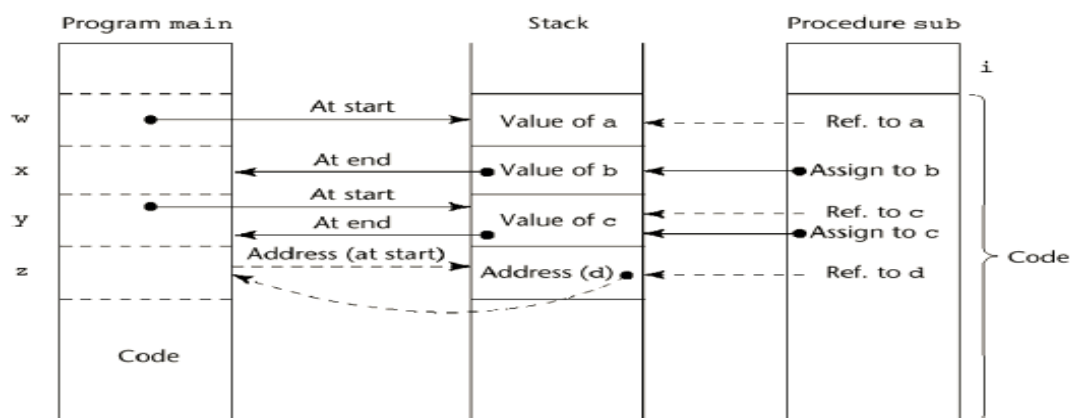 Program main
Stack
Procedure sub
i
w
At start
Value of a
Ref. to a
x
At end
Value of b
Assign to b
At start
y
At end
Value of c
Ref. to c
Assign to c
Address (at start)
z
Address (d)
Ref. to d
Code
Code